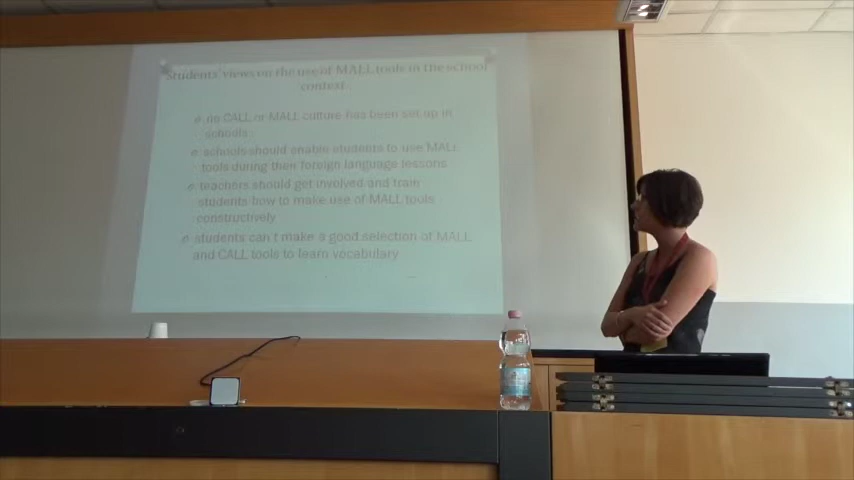 Students' views on the use of MALL tools in the school
context .
no CALL or MALL culture has been set up in
schools .
schools should enable students to use MALL
tools during their foreign language lessons
teachers should get involved and train
students how to make use of MALL tools
constructively
students can't make a good selection of MALL
and CALL tools to learn vocabulary